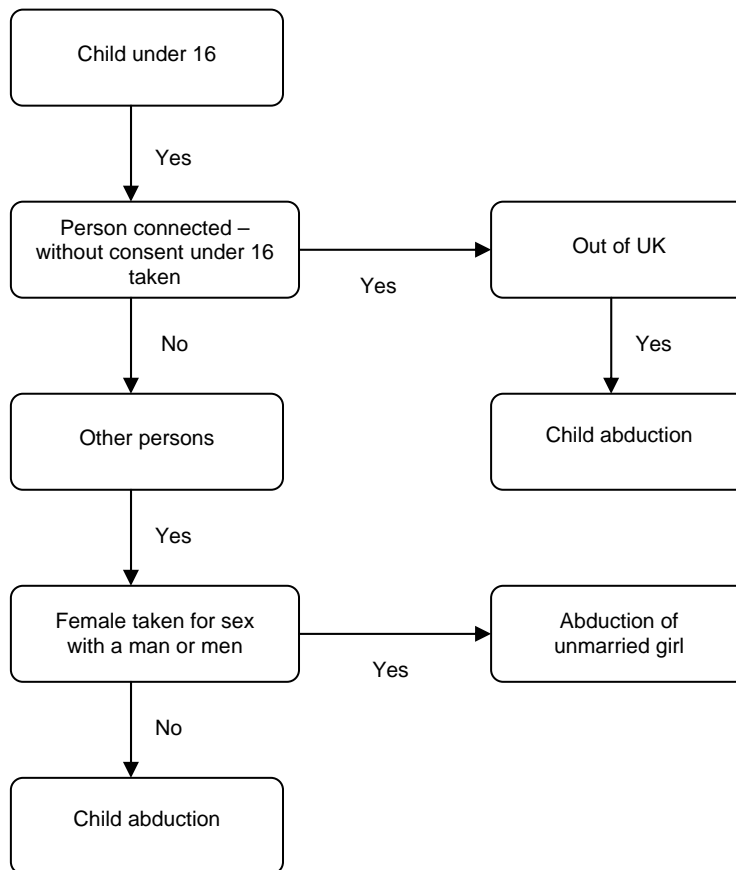 Child under 16
Yes
Person connected –
without consent under 16
taken
Yes
Out of UK
No
Yes
Other persons
Child abduction
Yes
Female taken for sex
with a man or men
Yes
Abduction of
unmarried girl
No
Child abduction